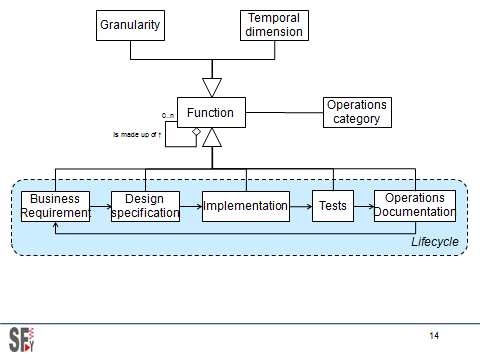 Granularity
Temporal
dimension
0..n
Function
Operations
category
Is made up of ↑
Business
Requirement
Design
specification
Implementation
Tests
Operations
Documentation
Lifecycle
14